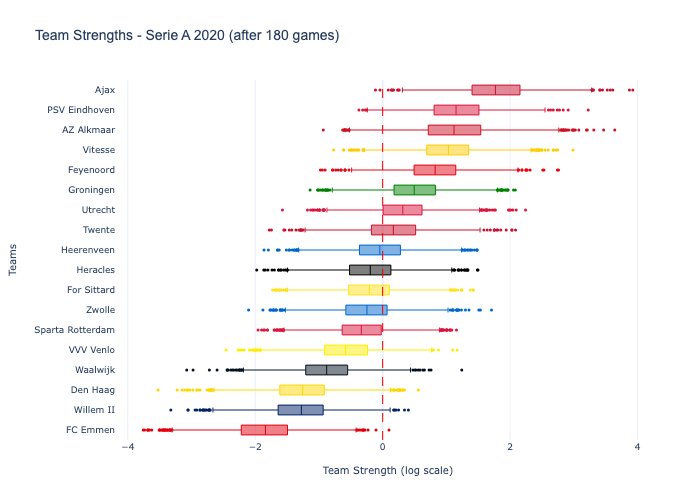 Team Strengths - Serie A 2020 (after 180 games)
Ajax
PSV Eindhoven
AZ Alkmaar
Vitesse
Feyenoord
Groningen
Utrecht
Twente
Heerenveen
Heracles
For Sittard
Zwolle
Sparta Rotterdam
VVV Venlo
Waalwijk
Den Haag
Willem II
FC Emmen
Teams
−4 −2 0 2 4
Team Strength (log scale)